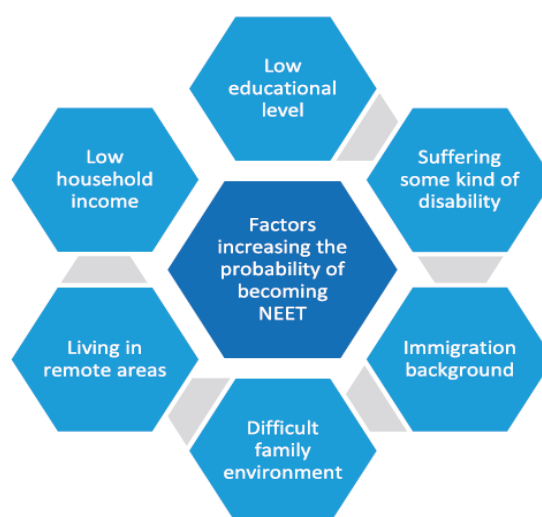 Low
educational
level
Suffering
some kind of
disability
Immigration
background
Difficult
family
environment
Living in
remote areas
Low
household
income
Factors
increasing the
probability of
becoming
NEET